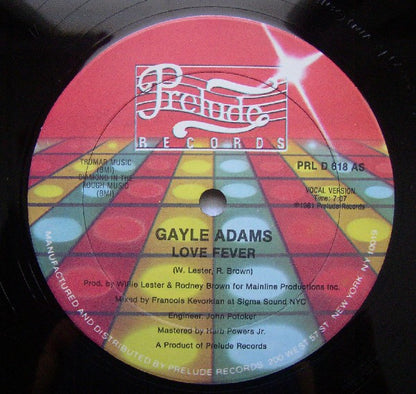 Prelude
RECORDS
TRUMAR MUSIC
(BMI)
DIAMOND IN THE
ROUGH MUSIC
(BMI)
PRL D 618 AS
VOCAL VERSION
Time: 7:07
℗1981 Prelude Records
GAYLE ADAMS
LOVE FEVER
(W. Lester, R. Brown)
Prod. by Willie Lester & Rodney Brown for Mainline Productions Inc.
Mixed by Francois Kevorkian at Sigma Sound NYC
Engineer: John Potoker
Mastered by Herb Powers Jr.
A Product of Prelude Records
MANUFACTURED AND DISTRIBUTED BY PRELUDE RECORDS 200 WEST 57 ST. NEW YORK, NY 10019